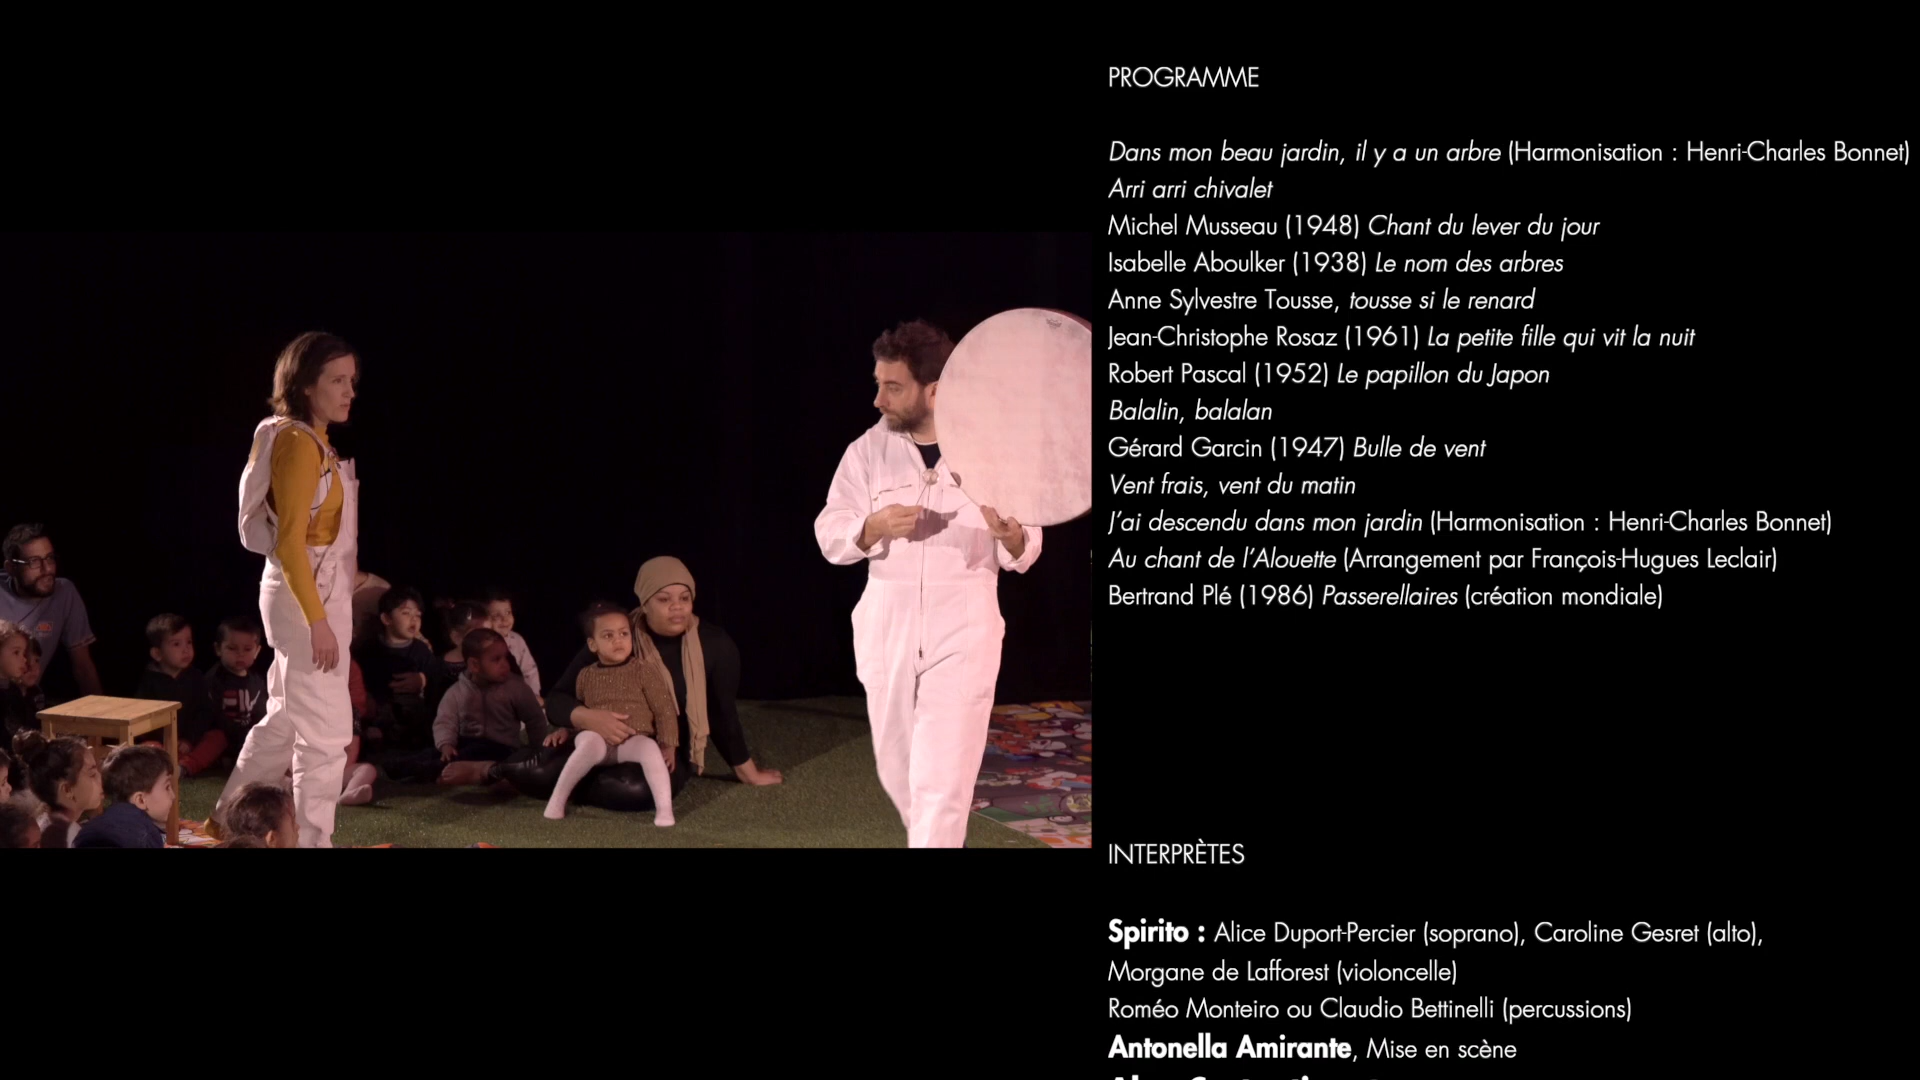 PROGRAMME
Dans mon beau jardin, il y a un arbre (Harmonisation : Henri-Charles Bonnet)
Arri arri chivalet
Michel Musseau (1948) Chant du lever du jour
Isabelle Aboulker (1938) Le nom des arbres
Anne Sylvestre Tousse, tousse si le renard
Jean-Christophe Rosaz (1961) La petite fille qui vit la nuit
Robert Pascal (1952) Le papillon du Japon
Balalin, balalan
Gérard Garcin (1947) Bulle de vent
Vent frais, vent du matin
J’ai descendu dans mon jardin (Harmonisation : Henri-Charles Bonnet)
Au chant de l’Alouette (Arrangement par François-Hugues Leclair)
Bertrand Plé (1986) Passerellaires (création mondiale)
INTERPRÈTES
Spirito : Alice Duport-Percier (soprano), Caroline Gesret (alto),
Morgane de Lafforest (violoncelle)
Roméo Monteiro ou Claudio Bettinelli (percussions)
Antonella Amirante, Mise en scène